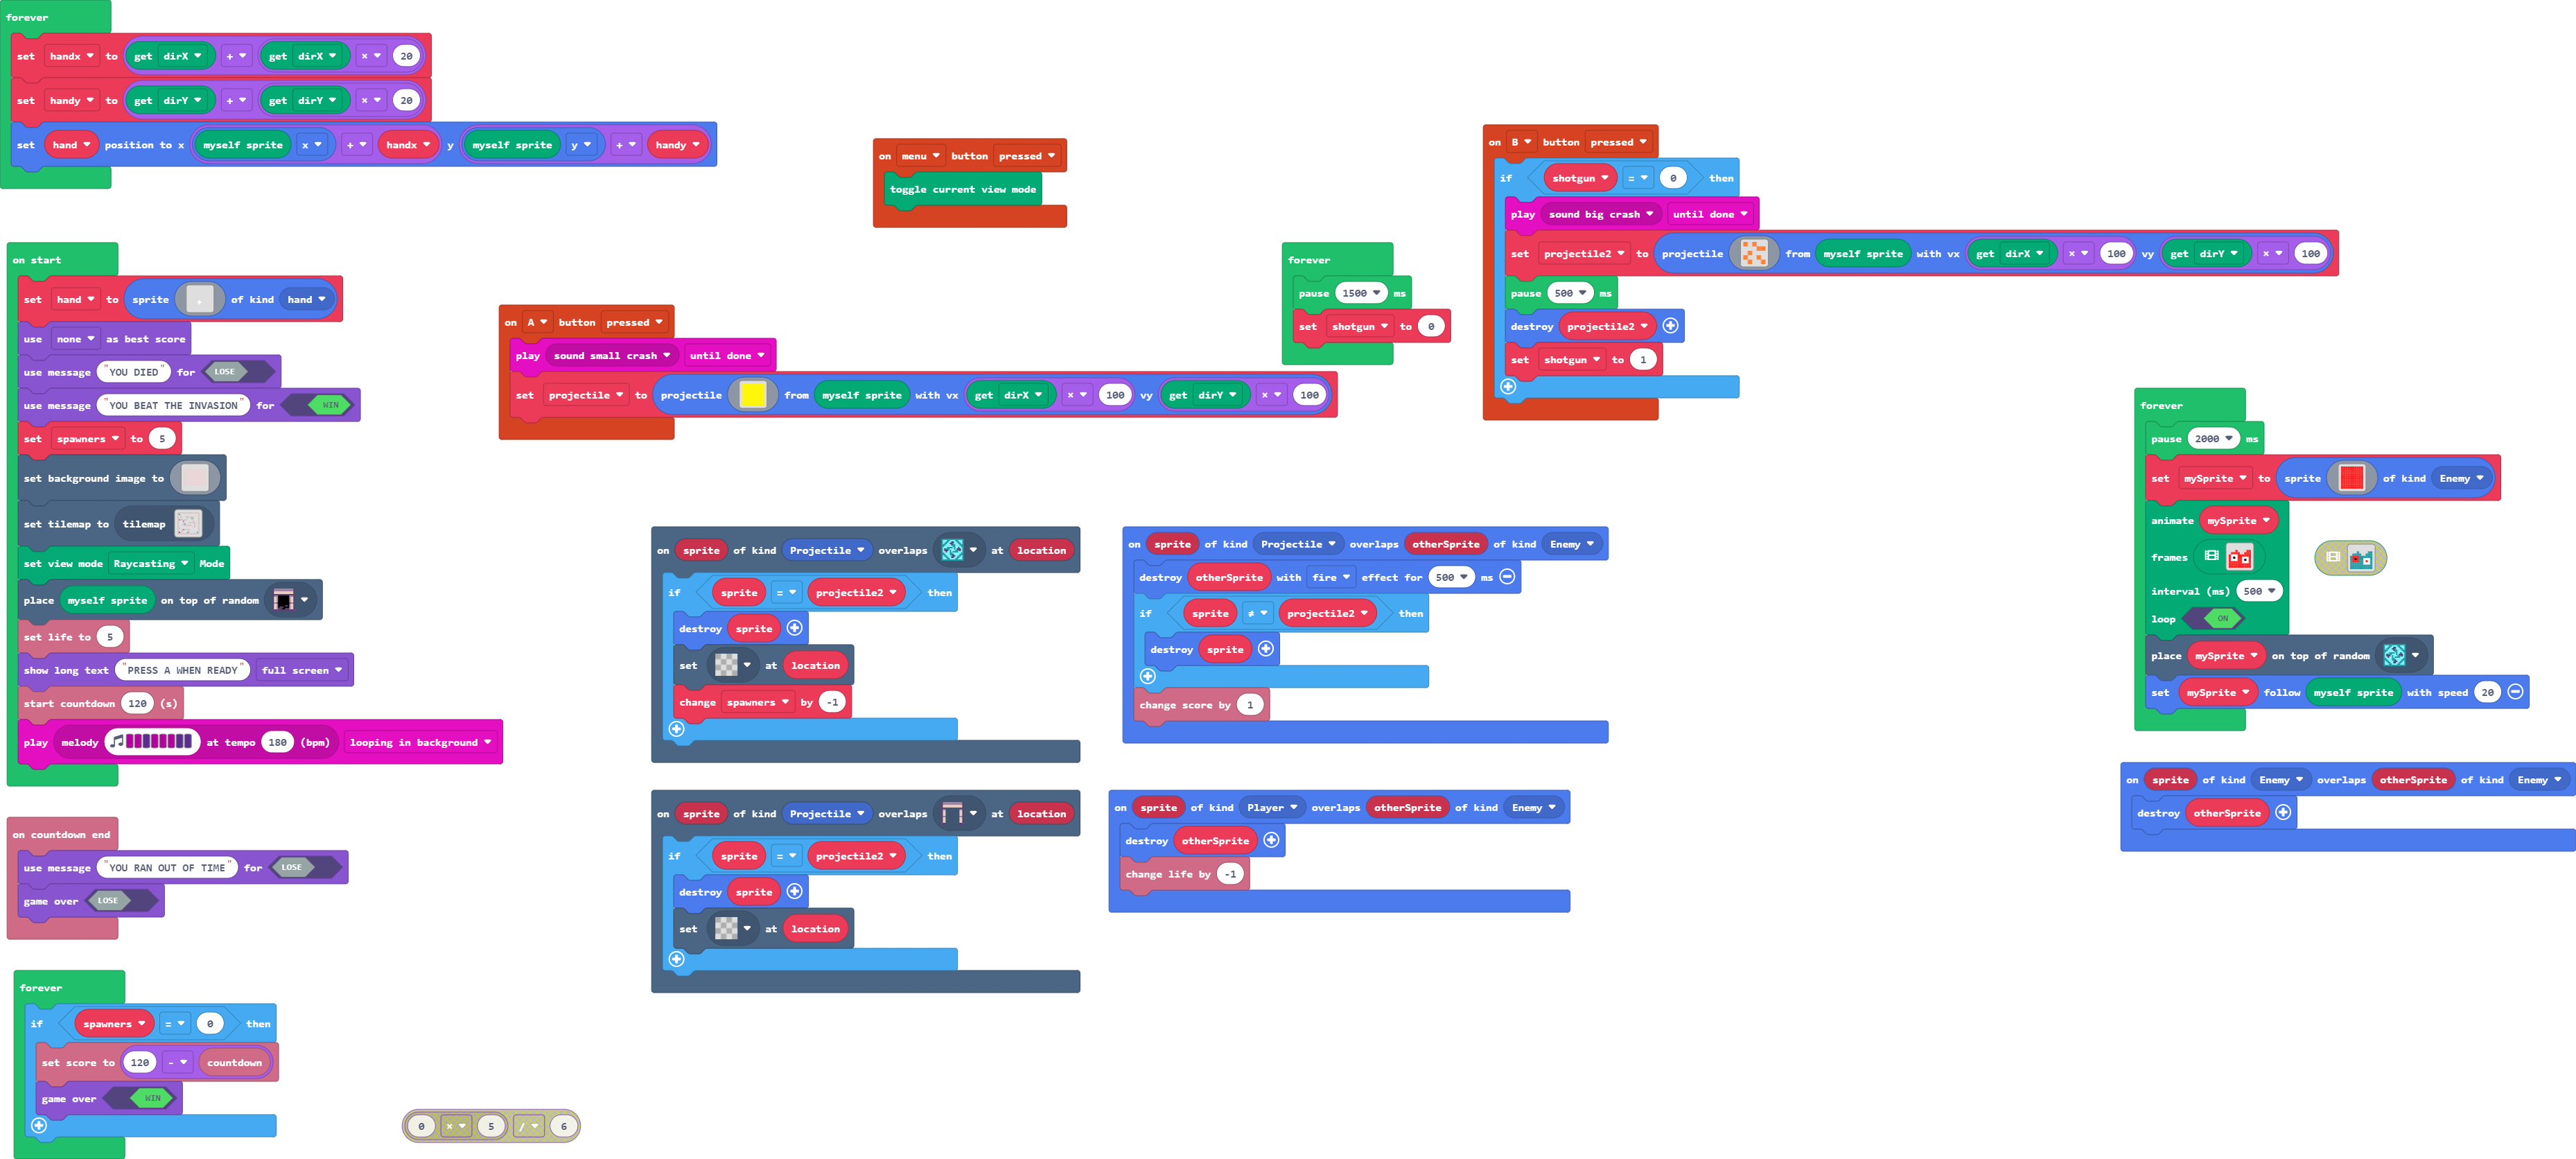 forever
set handx to get dirX + get dirX × 20
set handy to get dirY + get dirY × 20
set hand position to x myself sprite x + handx y myself sprite y + handy
on menu button pressed
toggle current view mode
on start
set hand to sprite of kind hand
use none as best score
use message "YOU DIED" for LOSE
use message "YOU BEAT THE INVASION" for WIN
set spawners to 5
set background image to
set tilemap to tilemap
set view mode Raycasting Mode
place myself sprite on top of random
set life to 5
show long text "PRESS A WHEN READY" full screen
start countdown 120 (s)
play melody at tempo 180 (bpm) looping in background
on countdown end
use message "YOU RAN OUT OF TIME" for LOSE
game over LOSE
forever
if spawners = 0 then
set score to 120 - countdown
game over WIN
0 × 5 / 6
on A button pressed
play sound small crash until done
set projectile to projectile from myself sprite with vx get dirX × 100 vy get dirY × 100
on sprite of kind Projectile overlaps at location
if sprite = projectile2 then
destroy sprite
set at location
change spawners by -1
on sprite of kind Projectile overlaps at location
if sprite = projectile2 then
destroy sprite
set at location
forever
pause 1500 ms
set shotgun to 0
on sprite of kind Projectile overlaps otherSprite of kind Enemy
destroy otherSprite with fire effect for 500 ms
if sprite ≠ projectile2 then
destroy sprite
change score by 1
on sprite of kind Player overlaps otherSprite of kind Enemy
destroy otherSprite
change life by -1
on B button pressed
if shotgun = 0 then
play sound big crash until done
set projectile2 to projectile from myself sprite with vx get dirX × 100 vy get dirY × 100
pause 500 ms
destroy projectile2
set shotgun to 1
forever
pause 2000 ms
set mySprite to sprite of kind Enemy
animate mySprite
frames
interval (ms) 500
loop ON
place mySprite on top of random
set mySprite follow myself sprite with speed 20
on sprite of kind Enemy overlaps otherSprite of kind Enemy
destroy otherSprite